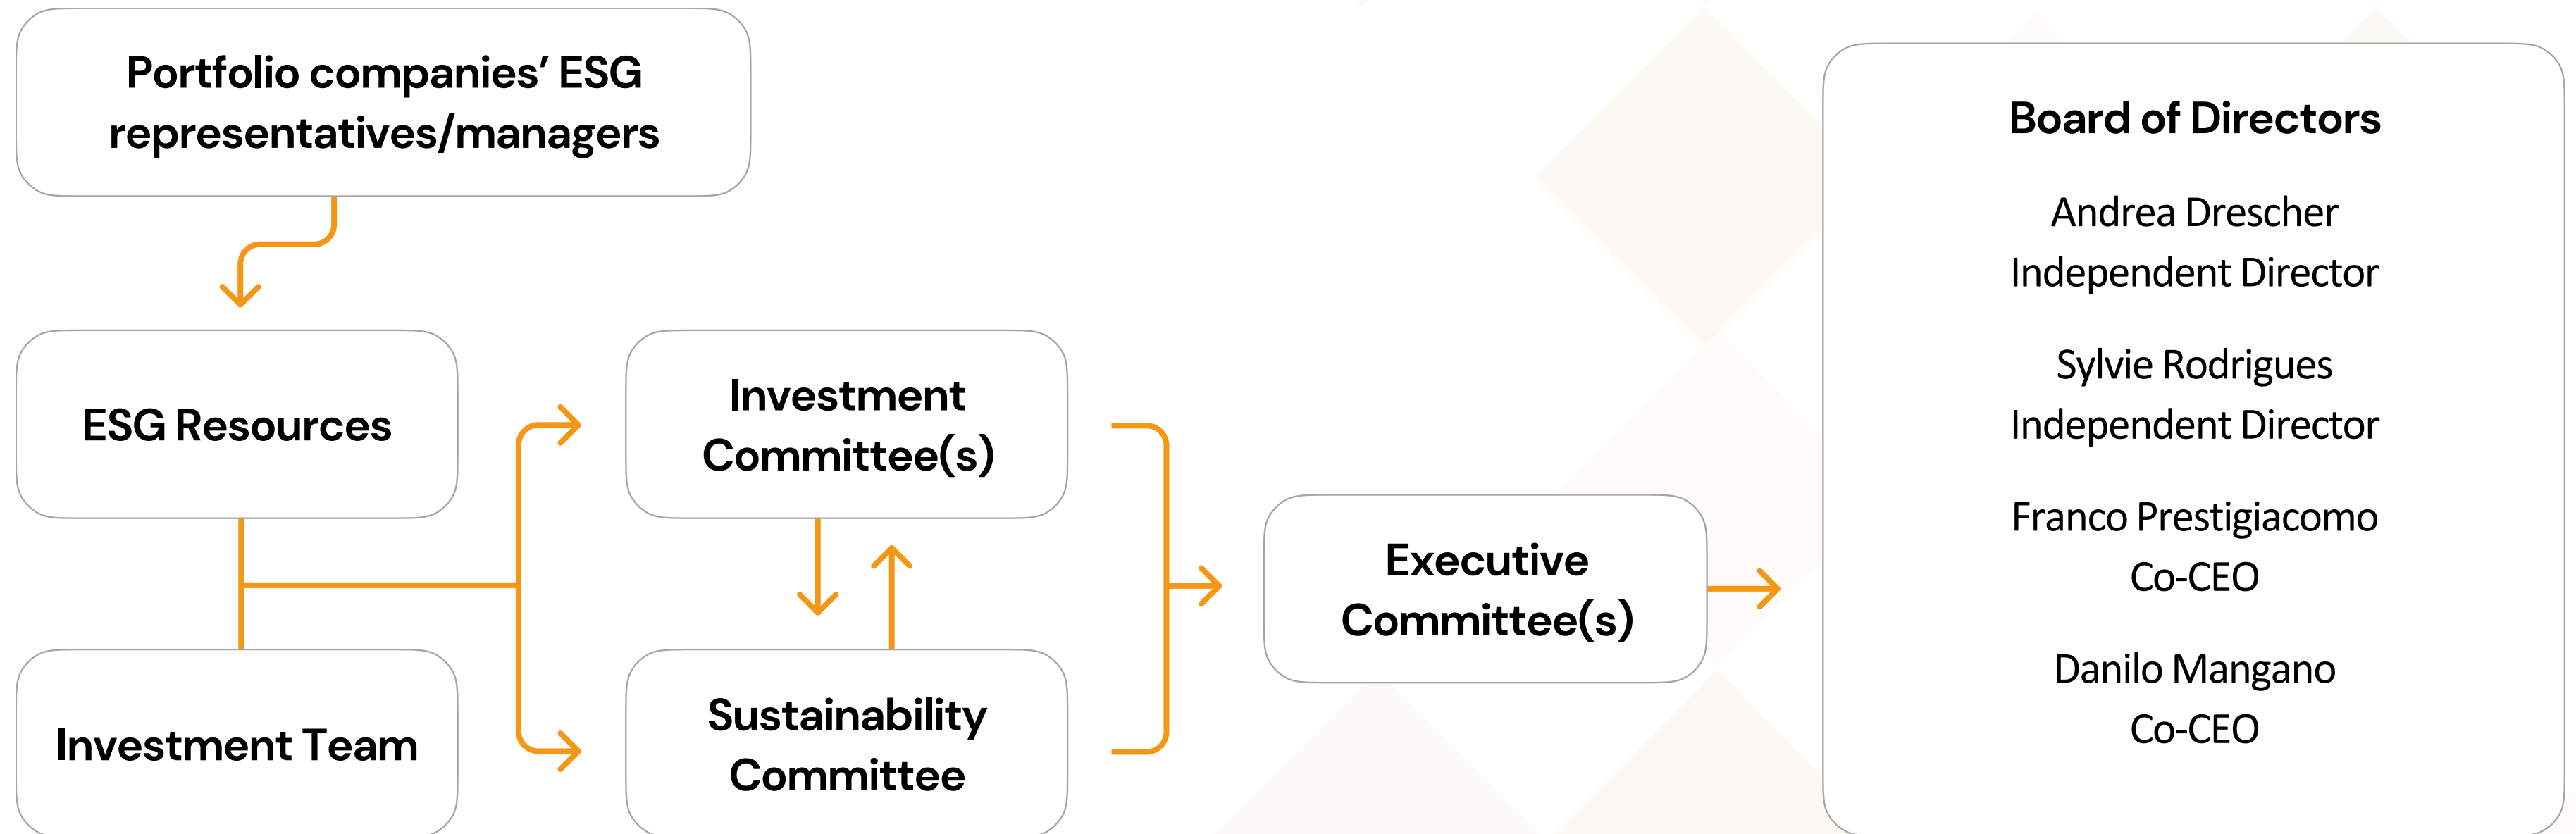 Portfolio companies’ ESG
representatives/managers
ESG Resources
Investment Team
Investment
Committee(s)
Sustainability
Committee
Executive
Committee(s)
Board of Directors
Andrea Drescher
Independent Director
Sylvie Rodrigues
Independent Director
Franco Prestigiacomo
Co-CEO
Danilo Mangano
Co-CEO